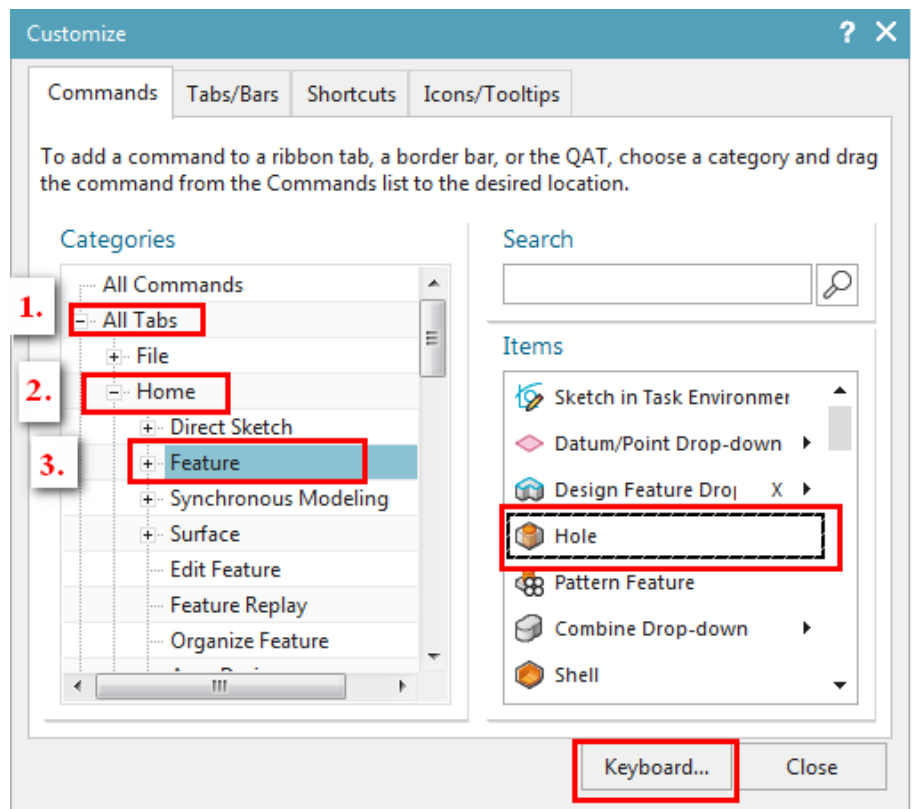 Customize
?
Commands
Tabs/Bars
Shortcuts
Icons/Tooltips
To add a command to a ribbon tab, a border bar, or the QAT, choose a category and drag
the command from the Commands list to the desired location.
Categories
All Commands
1.
All Tabs
File
2.
Home
Direct Sketch
3.
Feature
Synchronous Modeling
Surface
Edit Feature
Feature Replay
Organize Feature
Search
Items
Sketch in Task Environmer
Datum/Point Drop-down
Design Feature Dro X
Hole
Pattern Feature
Combine Drop-down
Shell
Keyboard...
Close